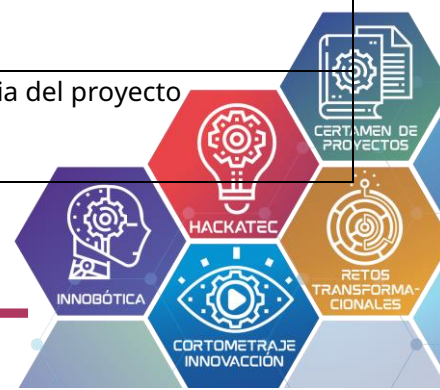 ia del proyecto
CERTAMEN DE
PROYECTOS
HACKATEC
INNOBÓTICA
RETOS
TRANSFORMA-
CIONALES
CORTOMETRAJE
INNOVACCIÓN